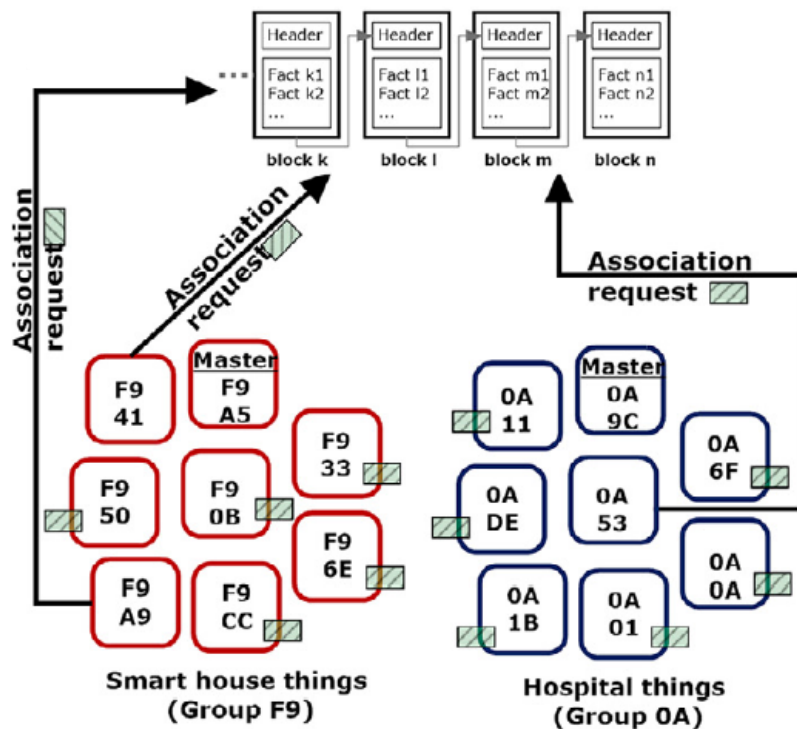 Header
Fact k1
Fact k2
...
block k
Header
Fact l1
Fact l2
...
block l
Header
Fact m1
Fact m2
...
block m
Header
Fact n1
Fact n2
...
block n
Association
request
Association
request
Association
request
F9
41
Master
F9
A5
F9
33
F9
50
F9
0B
F9
6E
F9
A9
F9
CC
Smart house things
(Group F9)
0A
11
Master
0A
9C
0A
6F
0A
DE
0A
53
0A
0A
0A
1B
0A
01
Hospital things
(Group 0A)